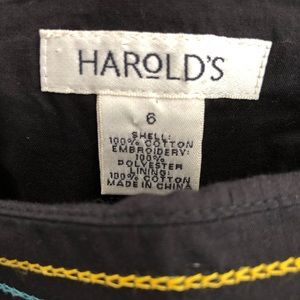 HAROLD'S
6
SHELL:
100% COTTON
EMBROIDERY:
100%
POLYESTER
LINING:
100% COTTON
MADE IN CHINA